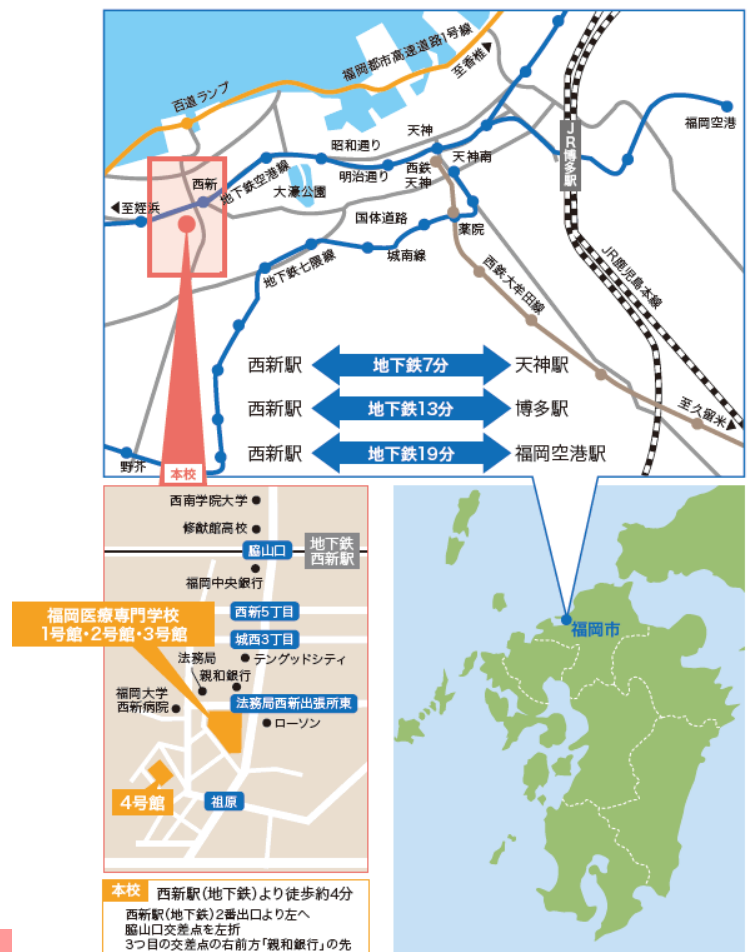 百道ランプ
福岡都市高速道路1号線
至香椎▶
福岡空港
JR博多駅
天神
昭和通り
天神南
西新
地下鉄空港線
明治通り
西鉄
天神
大濠公園
◀至姪浜
国体道路
薬院
城南線
地下鉄七隈線
西鉄大牟田線
JR鹿児島本線
西新駅 地下鉄7分 天神駅
西新駅 地下鉄13分 博多駅
西新駅 地下鉄19分 福岡空港駅
至久留米▶
野芥
本校
西南学院大学
修猷館高校
脇山口
地下鉄
西新駅
福岡中央銀行
福岡医療専門学校
1号館・2号館・3号館
西新5丁目
城西3丁目
法務局
テングッドシティ
親和銀行
福岡大学
西新病院
法務局西新出張所東
ローソン
4号館
祖原
福岡市
本校 西新駅(地下鉄)より徒歩約4分
西新駅(地下鉄)2番出口より左へ
脇山口交差点を左折
3つ目の交差点の右前方「親和銀行」の先